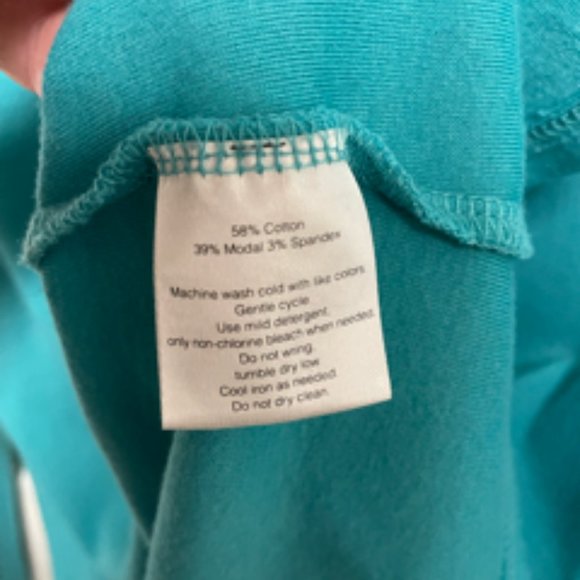 58% Cotton
39% Modal 3% Spandex
Machine wash cold with like colors
Gentle cycle
Use mild detergent.
only non-chlorine bleach when needed.
Do not wring.
sumble dry low
Cool iron as needed.
Do not dry clean.